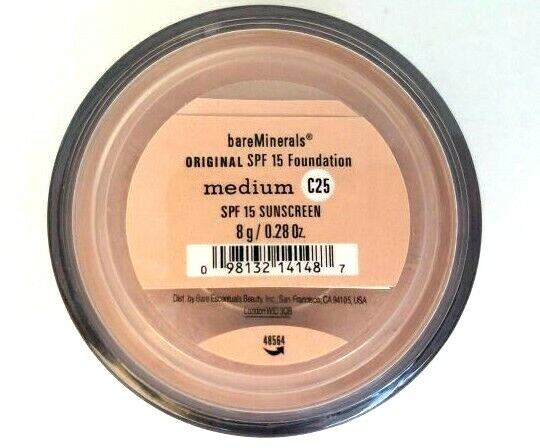 bareMinerals®
ORIGINAL SPF 15 Foundation
medium C25
SPF 15 SUNSCREEN
8 g / 0.28 Oz.
0 98132 14148 7
Dist. by Bare Escentuals Beauty, Inc., San Francisco, CA 94105, USA
London W1C 3QB
48564